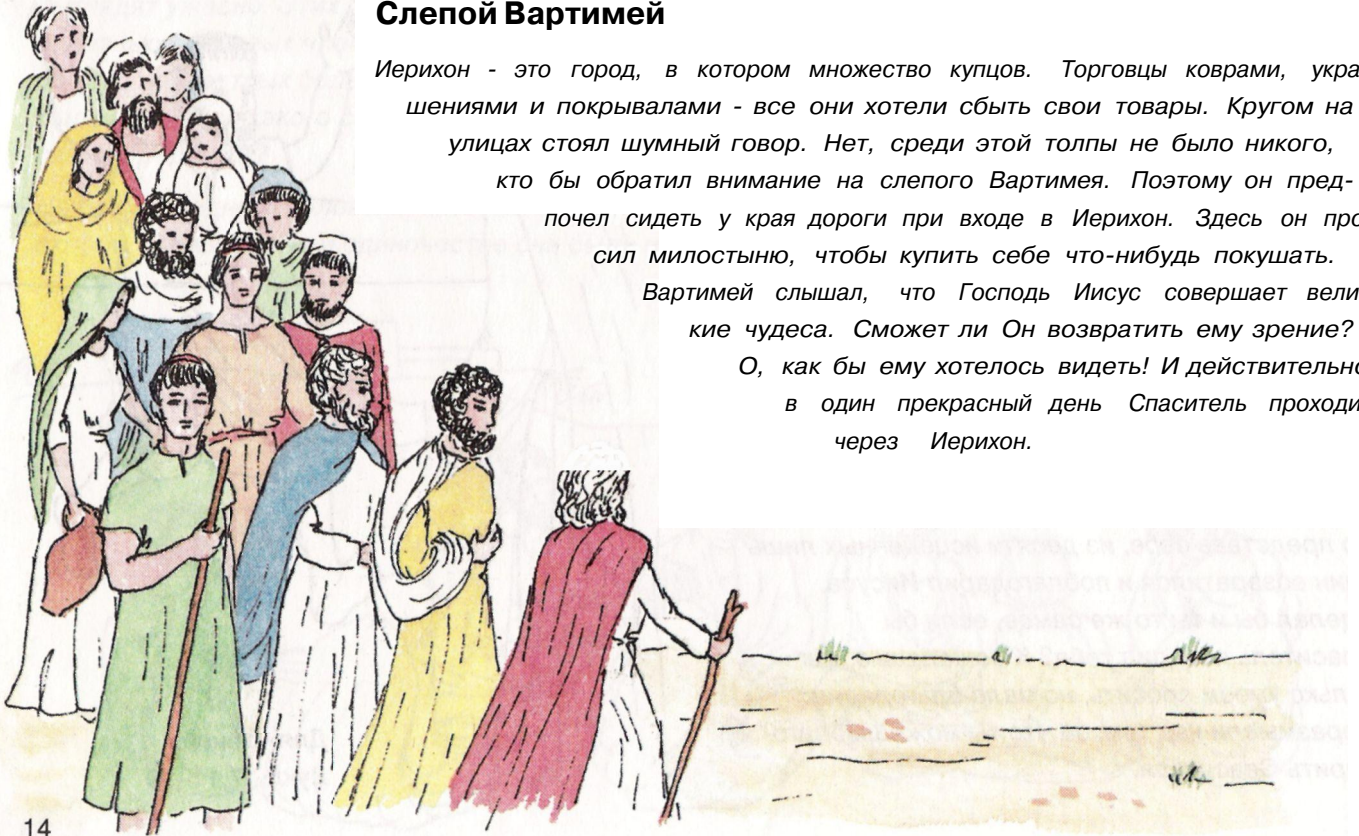 Слепой Вартимей
Иерихон - это город, в котором множество купцов. Торговцы коврами, укра
шениями и покрывалами - все они хотели сбыть свои товары. Кругом на
улицах стоял шумный говор. Нет, среди этой толпы не было никого,
кто бы обратил внимание на слепого Вартимея. Поэтому он пред-
почел сидеть у края дороги при входе в Иерихон. Здесь он про
сил милостыню, чтобы купить себе что-нибудь покушать.
Вартимей слышал, что Господь Иисус совершает вели
кие чудеса. Сможет ли Он возвратить ему зрение?
О, как бы ему хотелось видеть! И действительно
в один прекрасный день Спаситель проходи
через Иерихон.
14